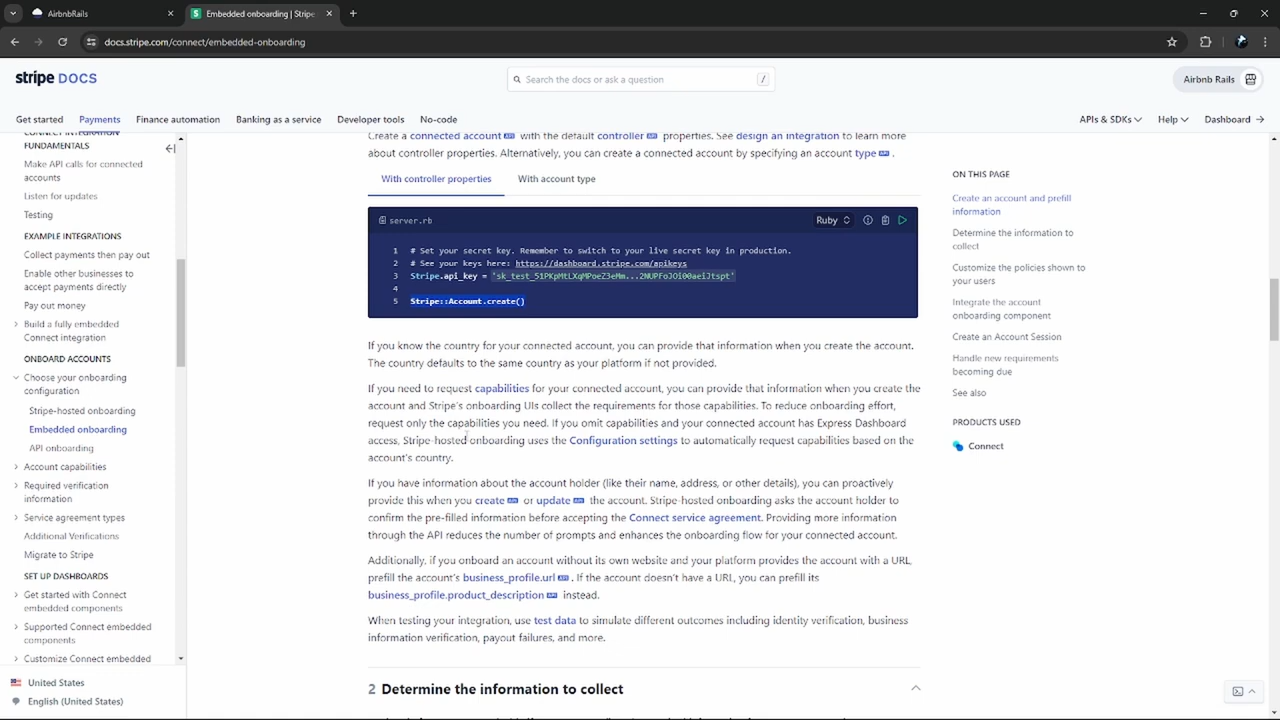 AirbnbRails
Embedded onboarding | Stripe
docs.stripe.com/connect/embedded-onboarding
stripe DOCS
Search the docs or ask a question
/
Airbnb Rails
Get started
Payments
Finance automation
Banking as a service
Developer tools
No-code
APIs & SDKs
Help
Dashboard
CONNECT INTEGRATION
FUNDAMENTALS
Make API calls for connected
accounts
Listen for updates
Testing
EXAMPLE INTEGRATIONS
Collect payments then pay out
Enable other businesses to
accept payments directly
Pay out money
Build a fully embedded
Connect integration
ONBOARD ACCOUNTS
Choose your onboarding
configuration
Stripe-hosted onboarding
Embedded onboarding
API onboarding
Account capabilities
Required verification
information
Service agreement types
Additional Verifications
Migrate to Stripe
SET UP DASHBOARDS
Get started with Connect
embedded components
Supported Connect embedded
components
Customize Connect embedded
United States
English (United States)
Create a connected account API with the default controller API properties. See design an integration to learn more
about controller properties. Alternatively, you can create a connected account by specifying an account type API .
With controller properties
With account type
server.rb
Ruby
1 # Set your secret key. Remember to switch to your live secret key in production.
2 # See your keys here: https://dashboard.stripe.com/apikeys
3 Stripe.api_key = 'sk_test_51PKpMtLXqMPoeZ3eMm...2NUPFoJOi00aeiJtspt'
4
5 Stripe::Account.create()
If you know the country for your connected account, you can provide that information when you create the account.
The country defaults to the same country as your platform if not provided.
If you need to request capabilities for your connected account, you can provide that information when you create the
account and Stripe's onboarding UIs collect the requirements for those capabilities. To reduce onboarding effort,
request only the capabilities you need. If you omit capabilities and your connected account has Express Dashboard
access, Stripe-hosted onboarding uses the Configuration settings to automatically request capabilities based on the
account's country.
If you have information about the account holder (like their name, address, or other details), you can proactively
provide this when you create API or update API the account. Stripe-hosted onboarding asks the account holder to
confirm the pre-filled information before accepting the Connect service agreement. Providing more information
through the API reduces the number of prompts and enhances the onboarding flow for your connected account.
Additionally, if you onboard an account without its own website and your platform provides the account with a URL,
prefill the account's business_profile.url API . If the account doesn't have a URL, you can prefill its
business_profile.product_description API instead.
When testing your integration, use test data to simulate different outcomes including identity verification, business
information verification, payout failures, and more.
2 Determine the information to collect
ON THIS PAGE
Create an account and prefill
information
Determine the information to
collect
Customize the policies shown to
your users
Integrate the account
onboarding component
Create an Account Session
Handle new requirements
becoming due
See also
PRODUCTS USED
Connect